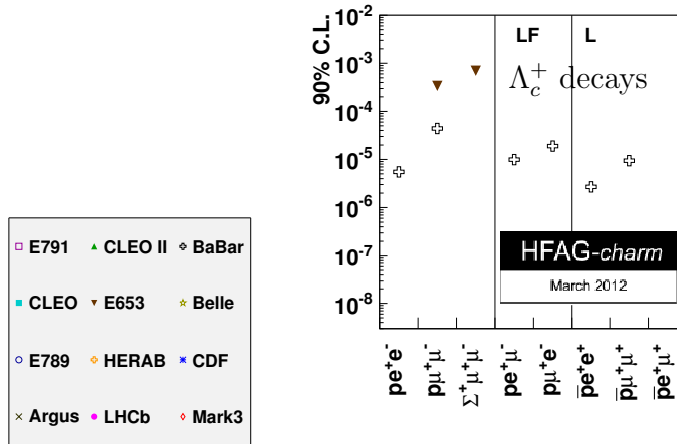 90% C.L.
10⁻²
10⁻³
10⁻⁴
10⁻⁵
10⁻⁶
10⁻⁷
10⁻⁸
LF L
Λc⁺ decays
HFAG-charm
March 2012
pe⁺e⁻
pμ⁺μ⁻
Σ⁺μ⁺μ⁻
pe⁺μ⁻
pμ⁺e⁻
p̅e⁺e⁺
p̅μ⁺μ⁺
p̅e⁺μ⁺
E791 CLEO II BaBar
CLEO E653 Belle
E789 HERAB CDF
Argus LHCb Mark3